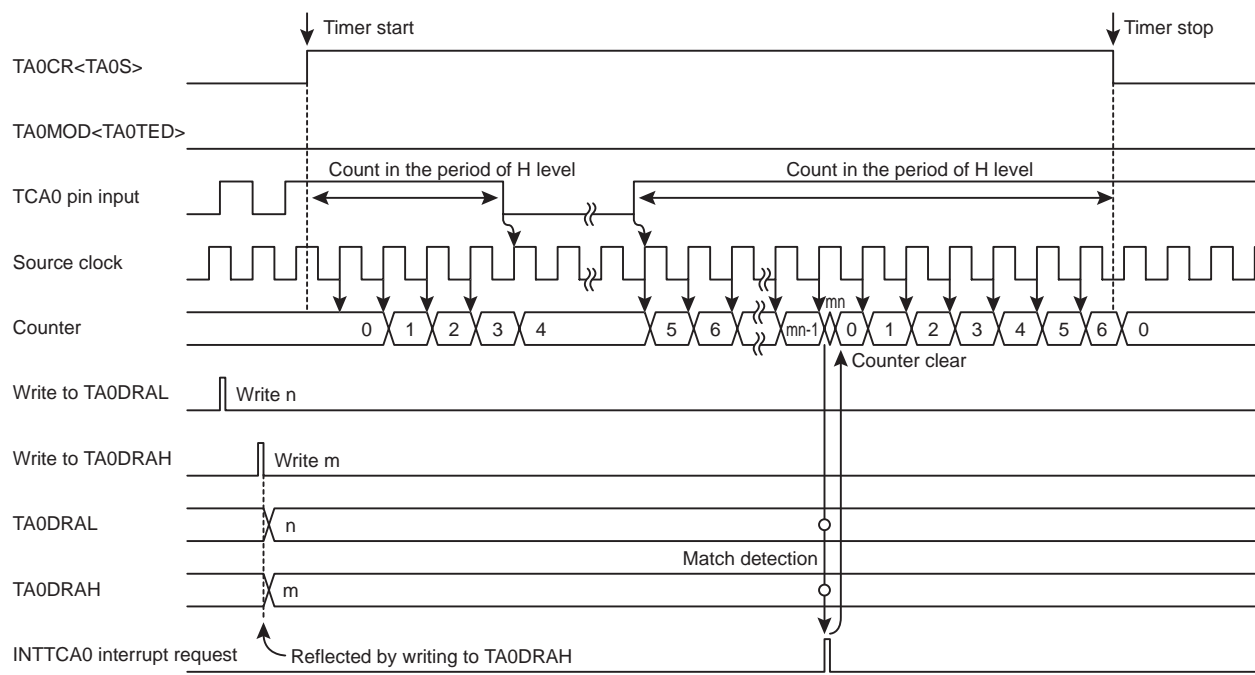 Timer start
Timer stop
TA0CR<TA0S>
TA0MOD<TA0TED>
Count in the period of H level
Count in the period of H level
TCA0 pin input
Source clock
mn
Counter
0 1 2 3 4 5 6 mn-1 0 1 2 3 4 5 6 0
Counter clear
Write to TA0DRAL
Write n
Write to TA0DRAH
Write m
TA0DRAL
n
Match detection
TA0DRAH
m
INTTCA0 interrupt request
Reflected by writing to TA0DRAH